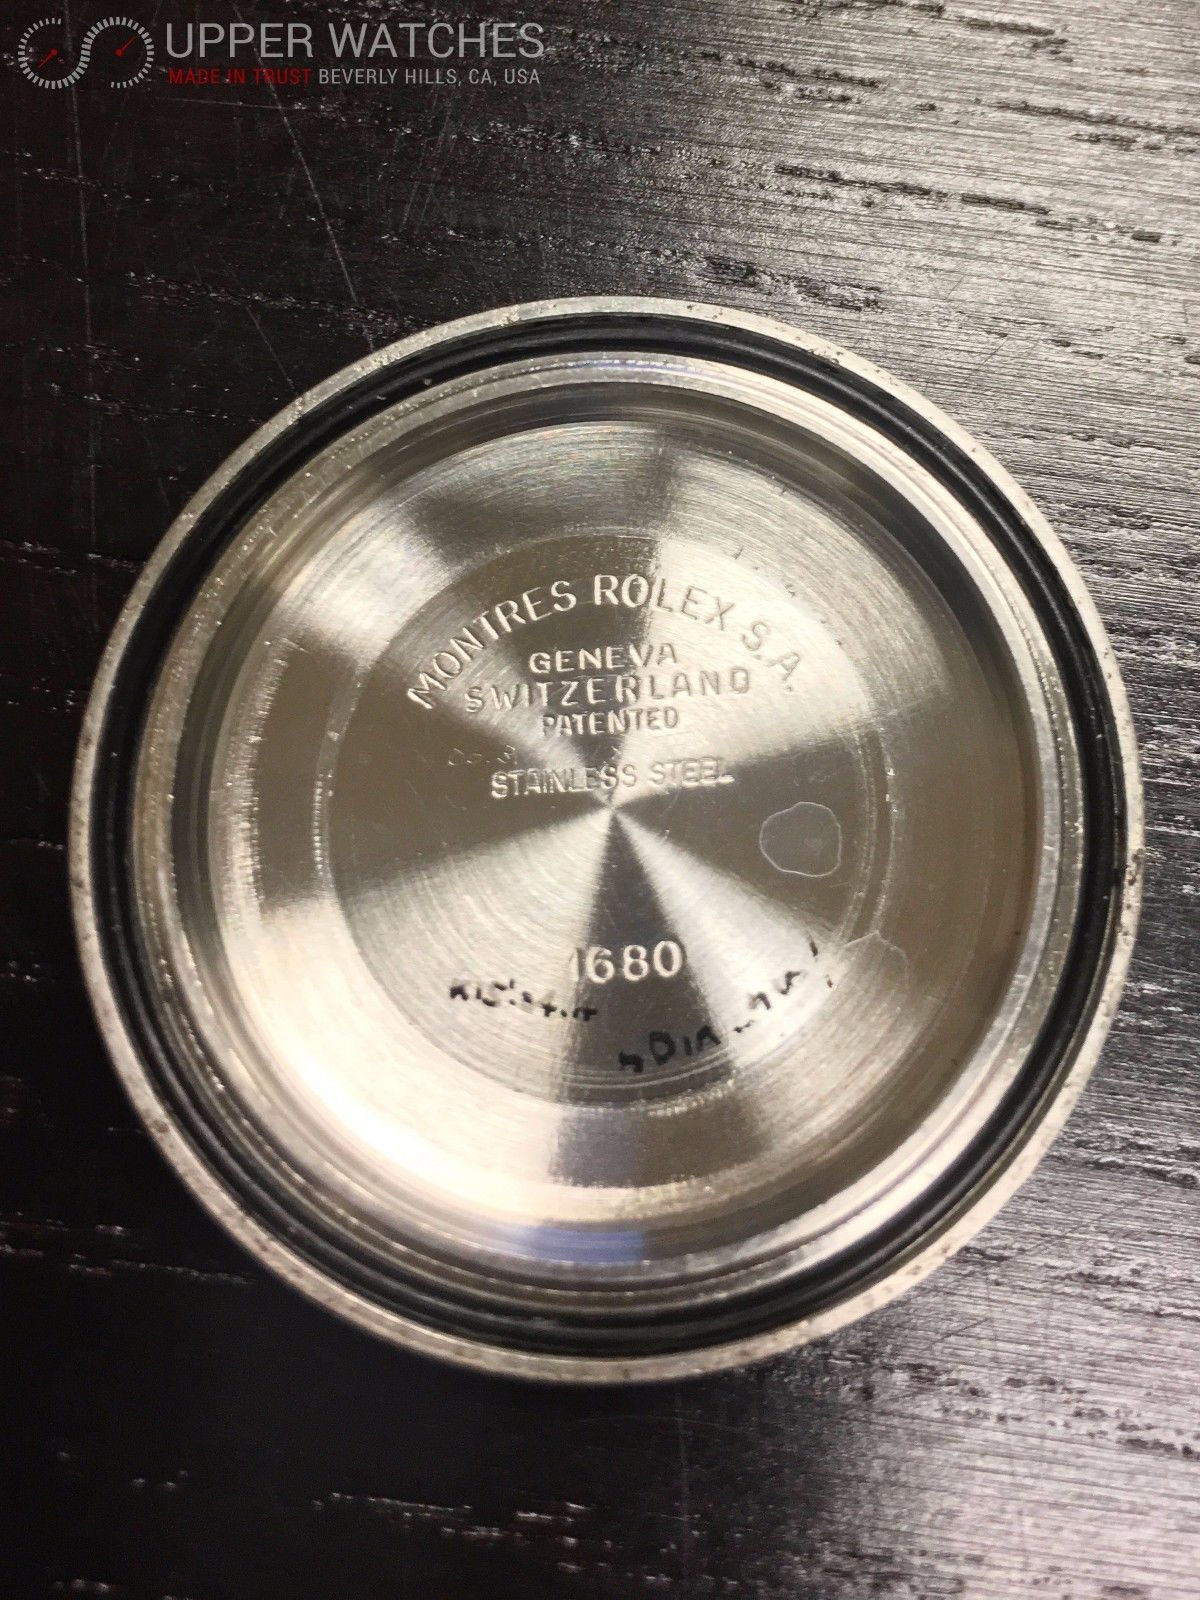 UPPER WATCHES
MADE IN TRUST BEVERLY HILLS, CA, USA
MONTRES ROLEX S.A.
GENEVA
SWITZERLAND
PATENTED
STAINLESS STEEL
1680